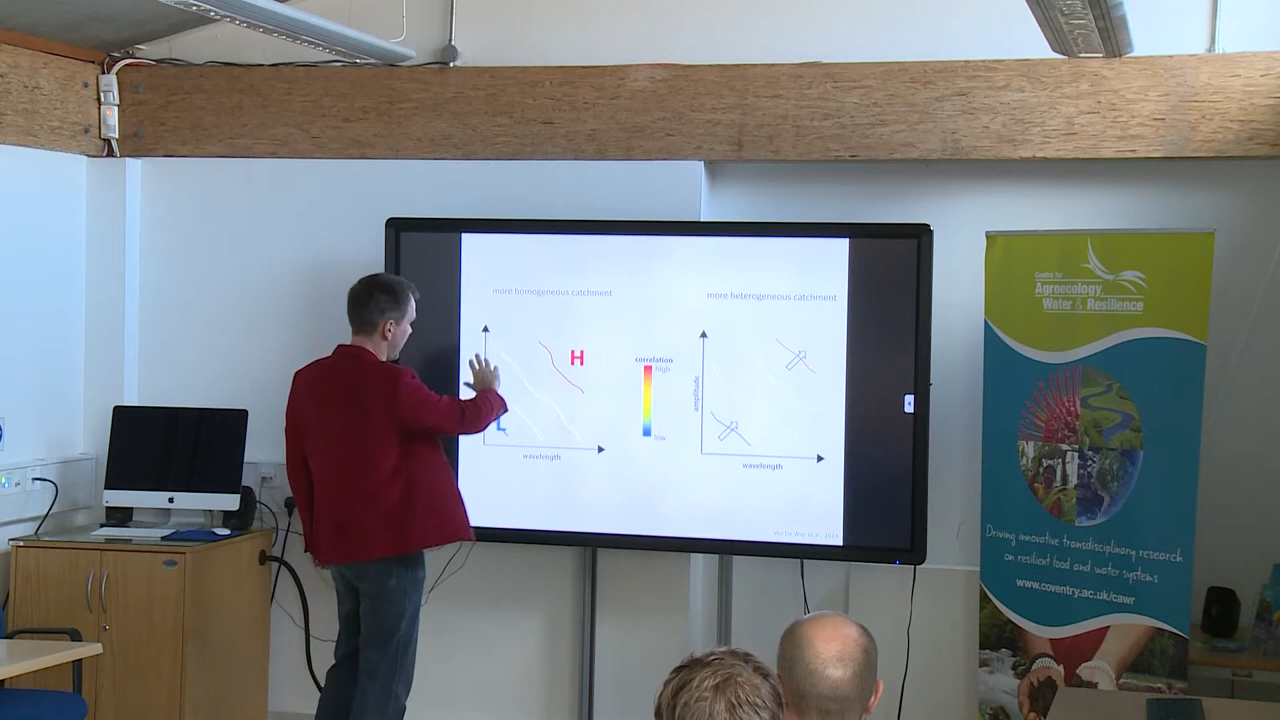 more homogeneous catchment
more heterogeneous catchment
H
L
correlation
high
low
amplitude
wavelength
wavelength
Centre for
Agroecology,
Water & Resilience
Driving innovative transdisciplinary research
on resilient food and water systems
www.coventry.ac.uk/cawr